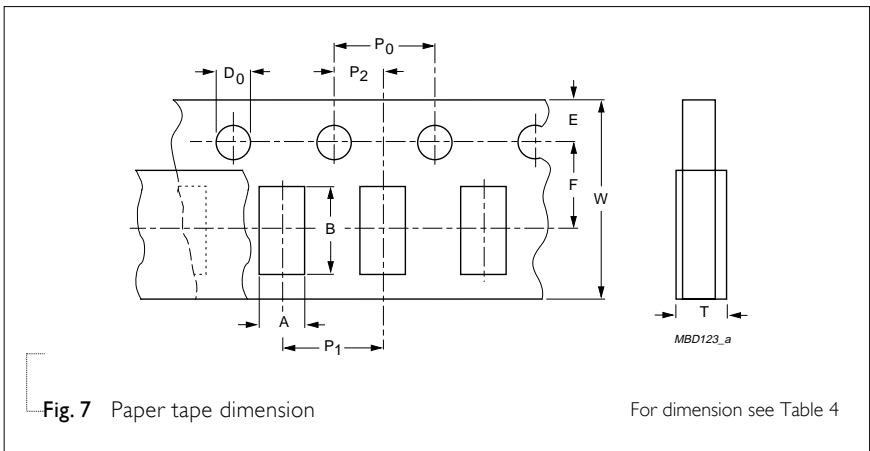 P0
D0
P2
E
F
W
B
A
T
P1
MBD123_a
Fig. 7 Paper tape dimension
For dimension see Table 4